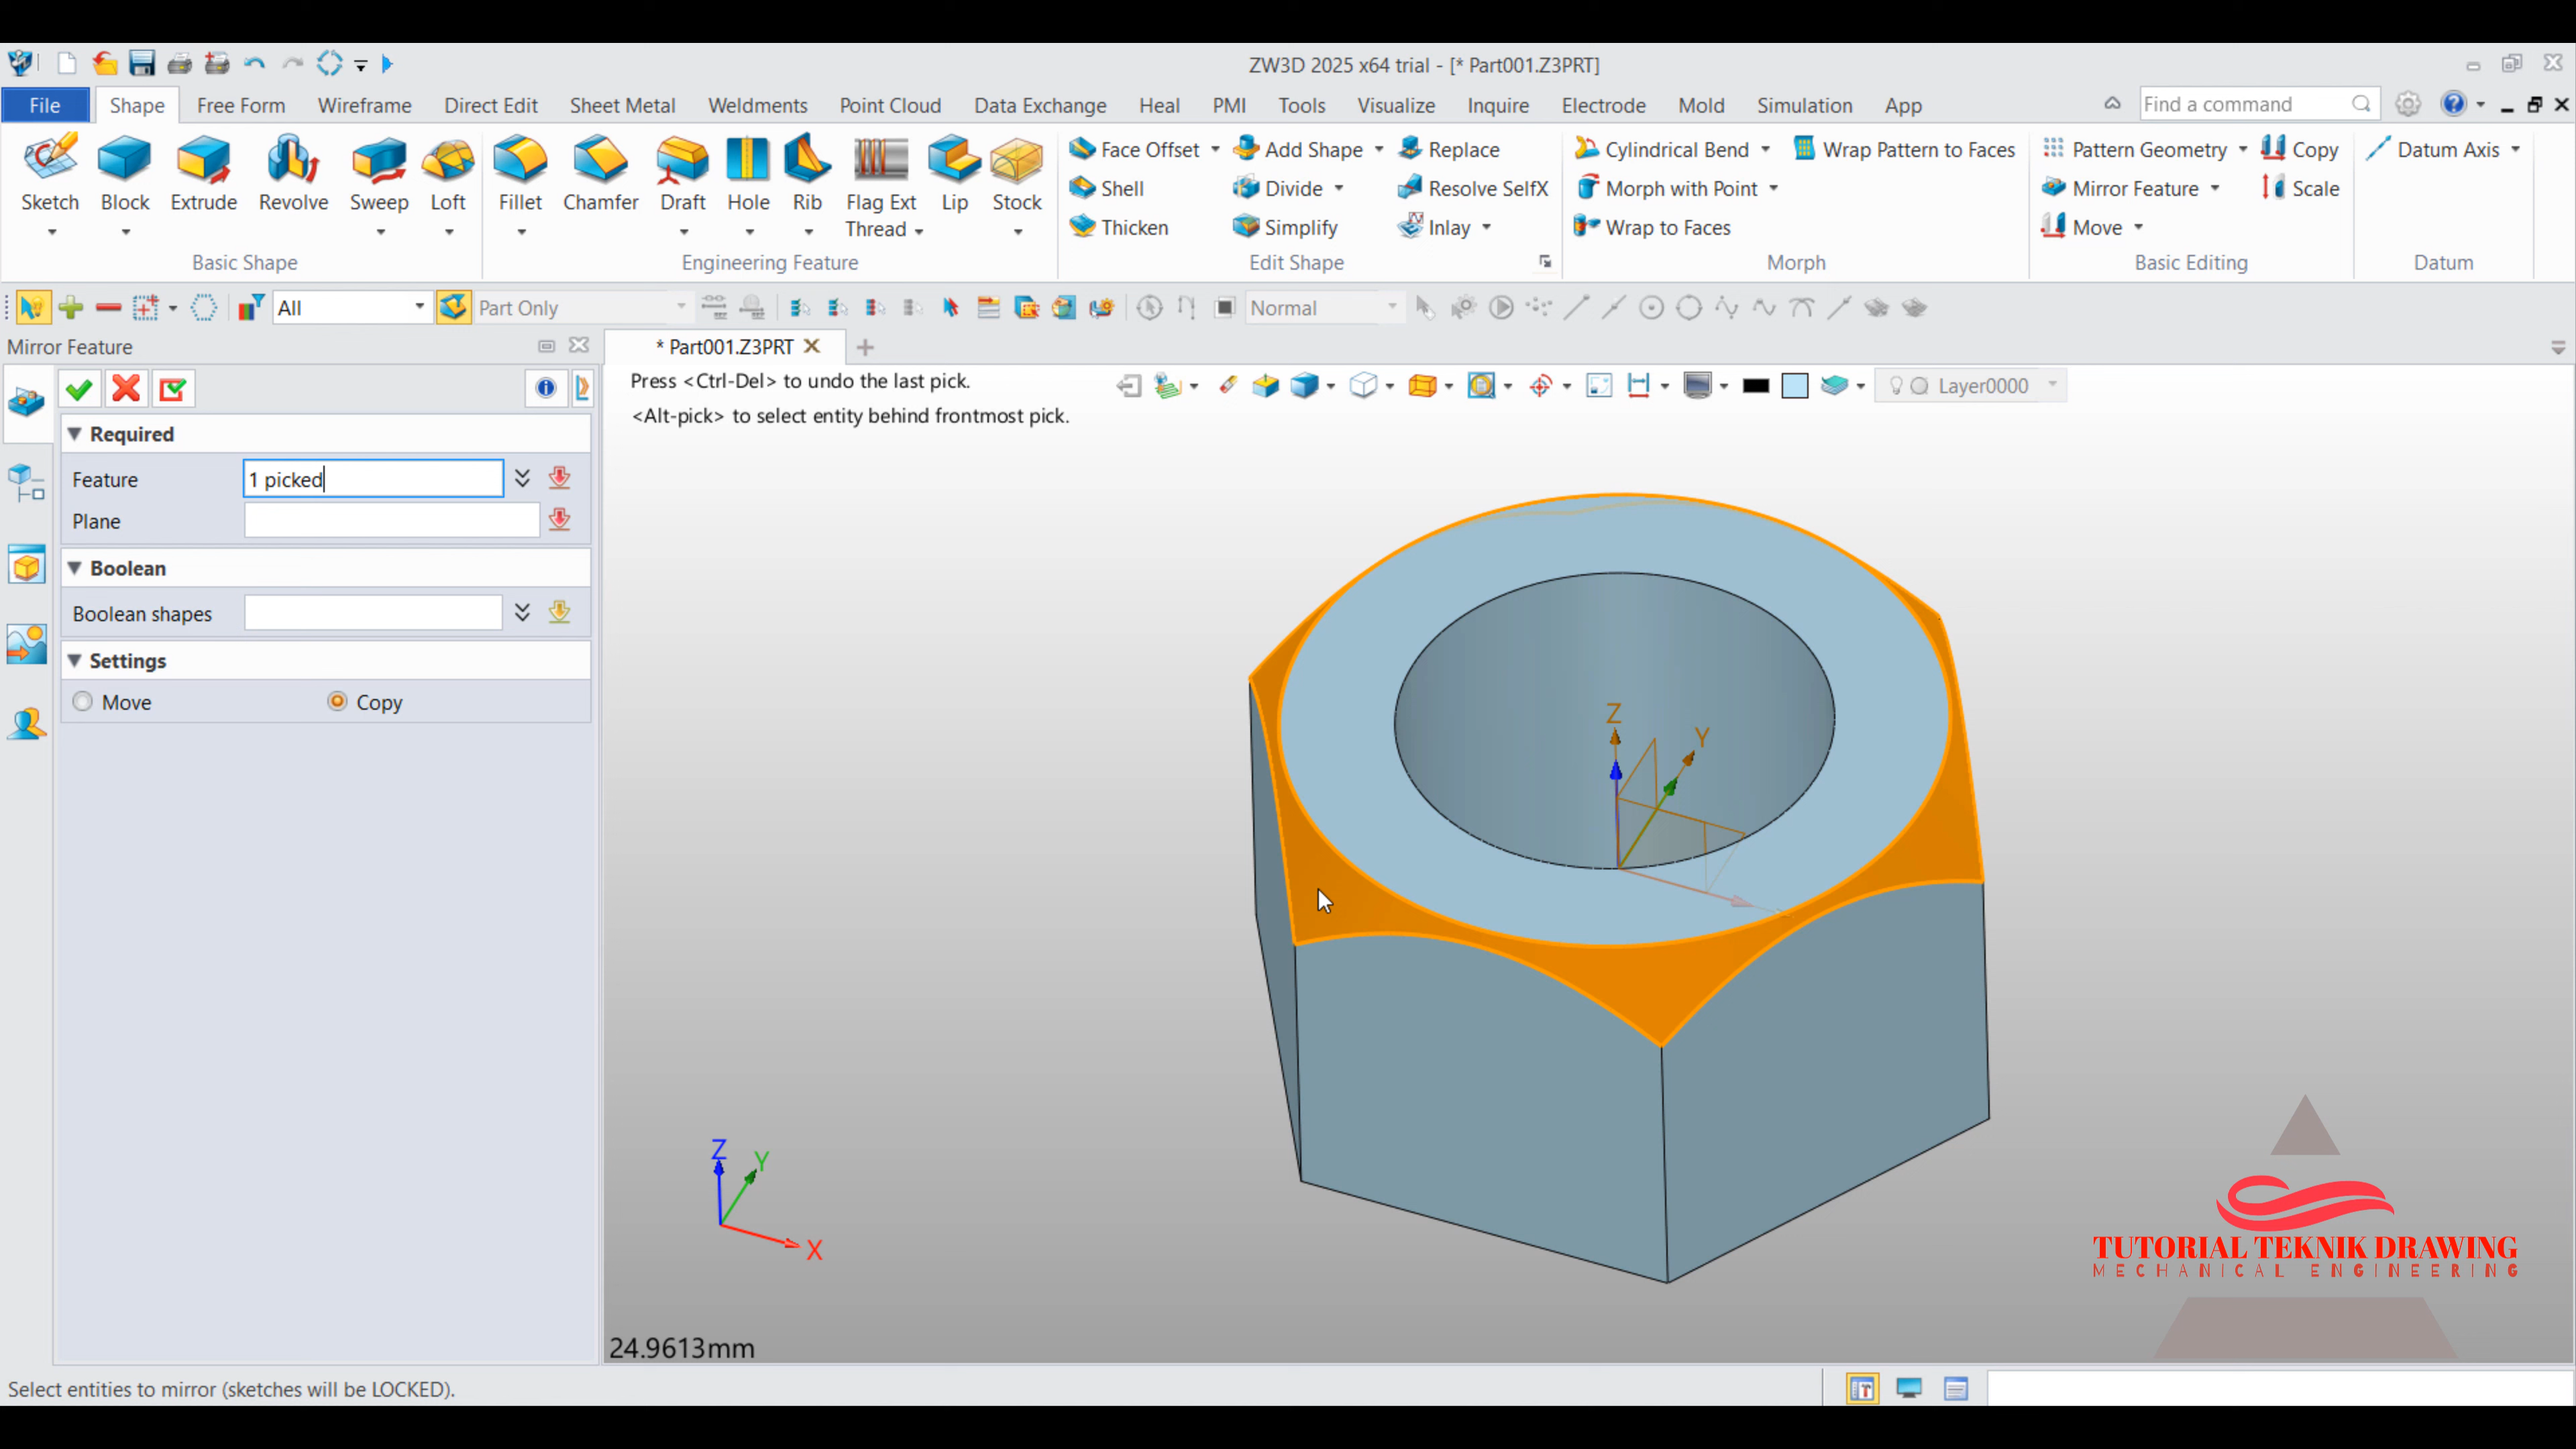 ZW3D 2025 x64 trial - [* Part001.Z3PRT]
File Shape Free Form Wireframe Direct Edit Sheet Metal Weldments Point Cloud Data Exchange Heal PMI Tools Visualize Inquire Electrode Mold Simulation App Find a command
Sketch Block Extrude Revolve Sweep Loft Fillet Chamfer Draft Hole Rib Flag Ext Thread Lip Stock
Face Offset Add Shape Replace Cylindrical Bend Wrap Pattern to Faces Pattern Geometry Copy Datum Axis
Shell Divide Resolve SelfX Morph with Point Mirror Feature Scale
Thicken Simplify Inlay Wrap to Faces Move
Basic Shape Engineering Feature Edit Shape Morph Basic Editing Datum
All Part Only Normal
Mirror Feature
* Part001.Z3PRT
Press <Ctrl-Del> to undo the last pick.
<Alt-pick> to select entity behind frontmost pick.
Layer0000
Required
Feature 1 picked
Plane
Boolean
Boolean shapes
Settings
Move Copy
Z
Y
Z
Y
X
TUTORIAL TEKNIK DRAWING
MECHANICAL ENGINEERING
24.9613mm
Select entities to mirror (sketches will be LOCKED).